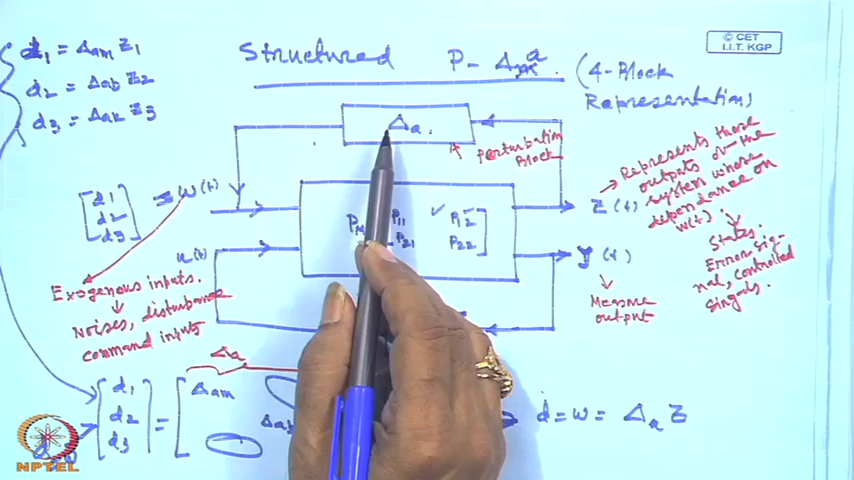 © CET
I.I.T. KGP
Structured P- Δa
(4-Block
Representation)
d1 = Δam Z1
d2 = Δab Z2
d3 = Δak Z3
Δa.
Perturbation
Block
[d1
d2
d3] = W(t)
u(t)
P11 P12
P21 P22
Z(t)
y(t)
Represents those
outputs of the
system whose
dependance on
W(t).
States.
Error sig-
nal, controlled
signals.
Measure
output
Exogenous inputs.
Noises, disturbance
command inputs
Δa
[d1
d2
d3] = [Δam
Δab
d = w = Δa Z
NPTEL